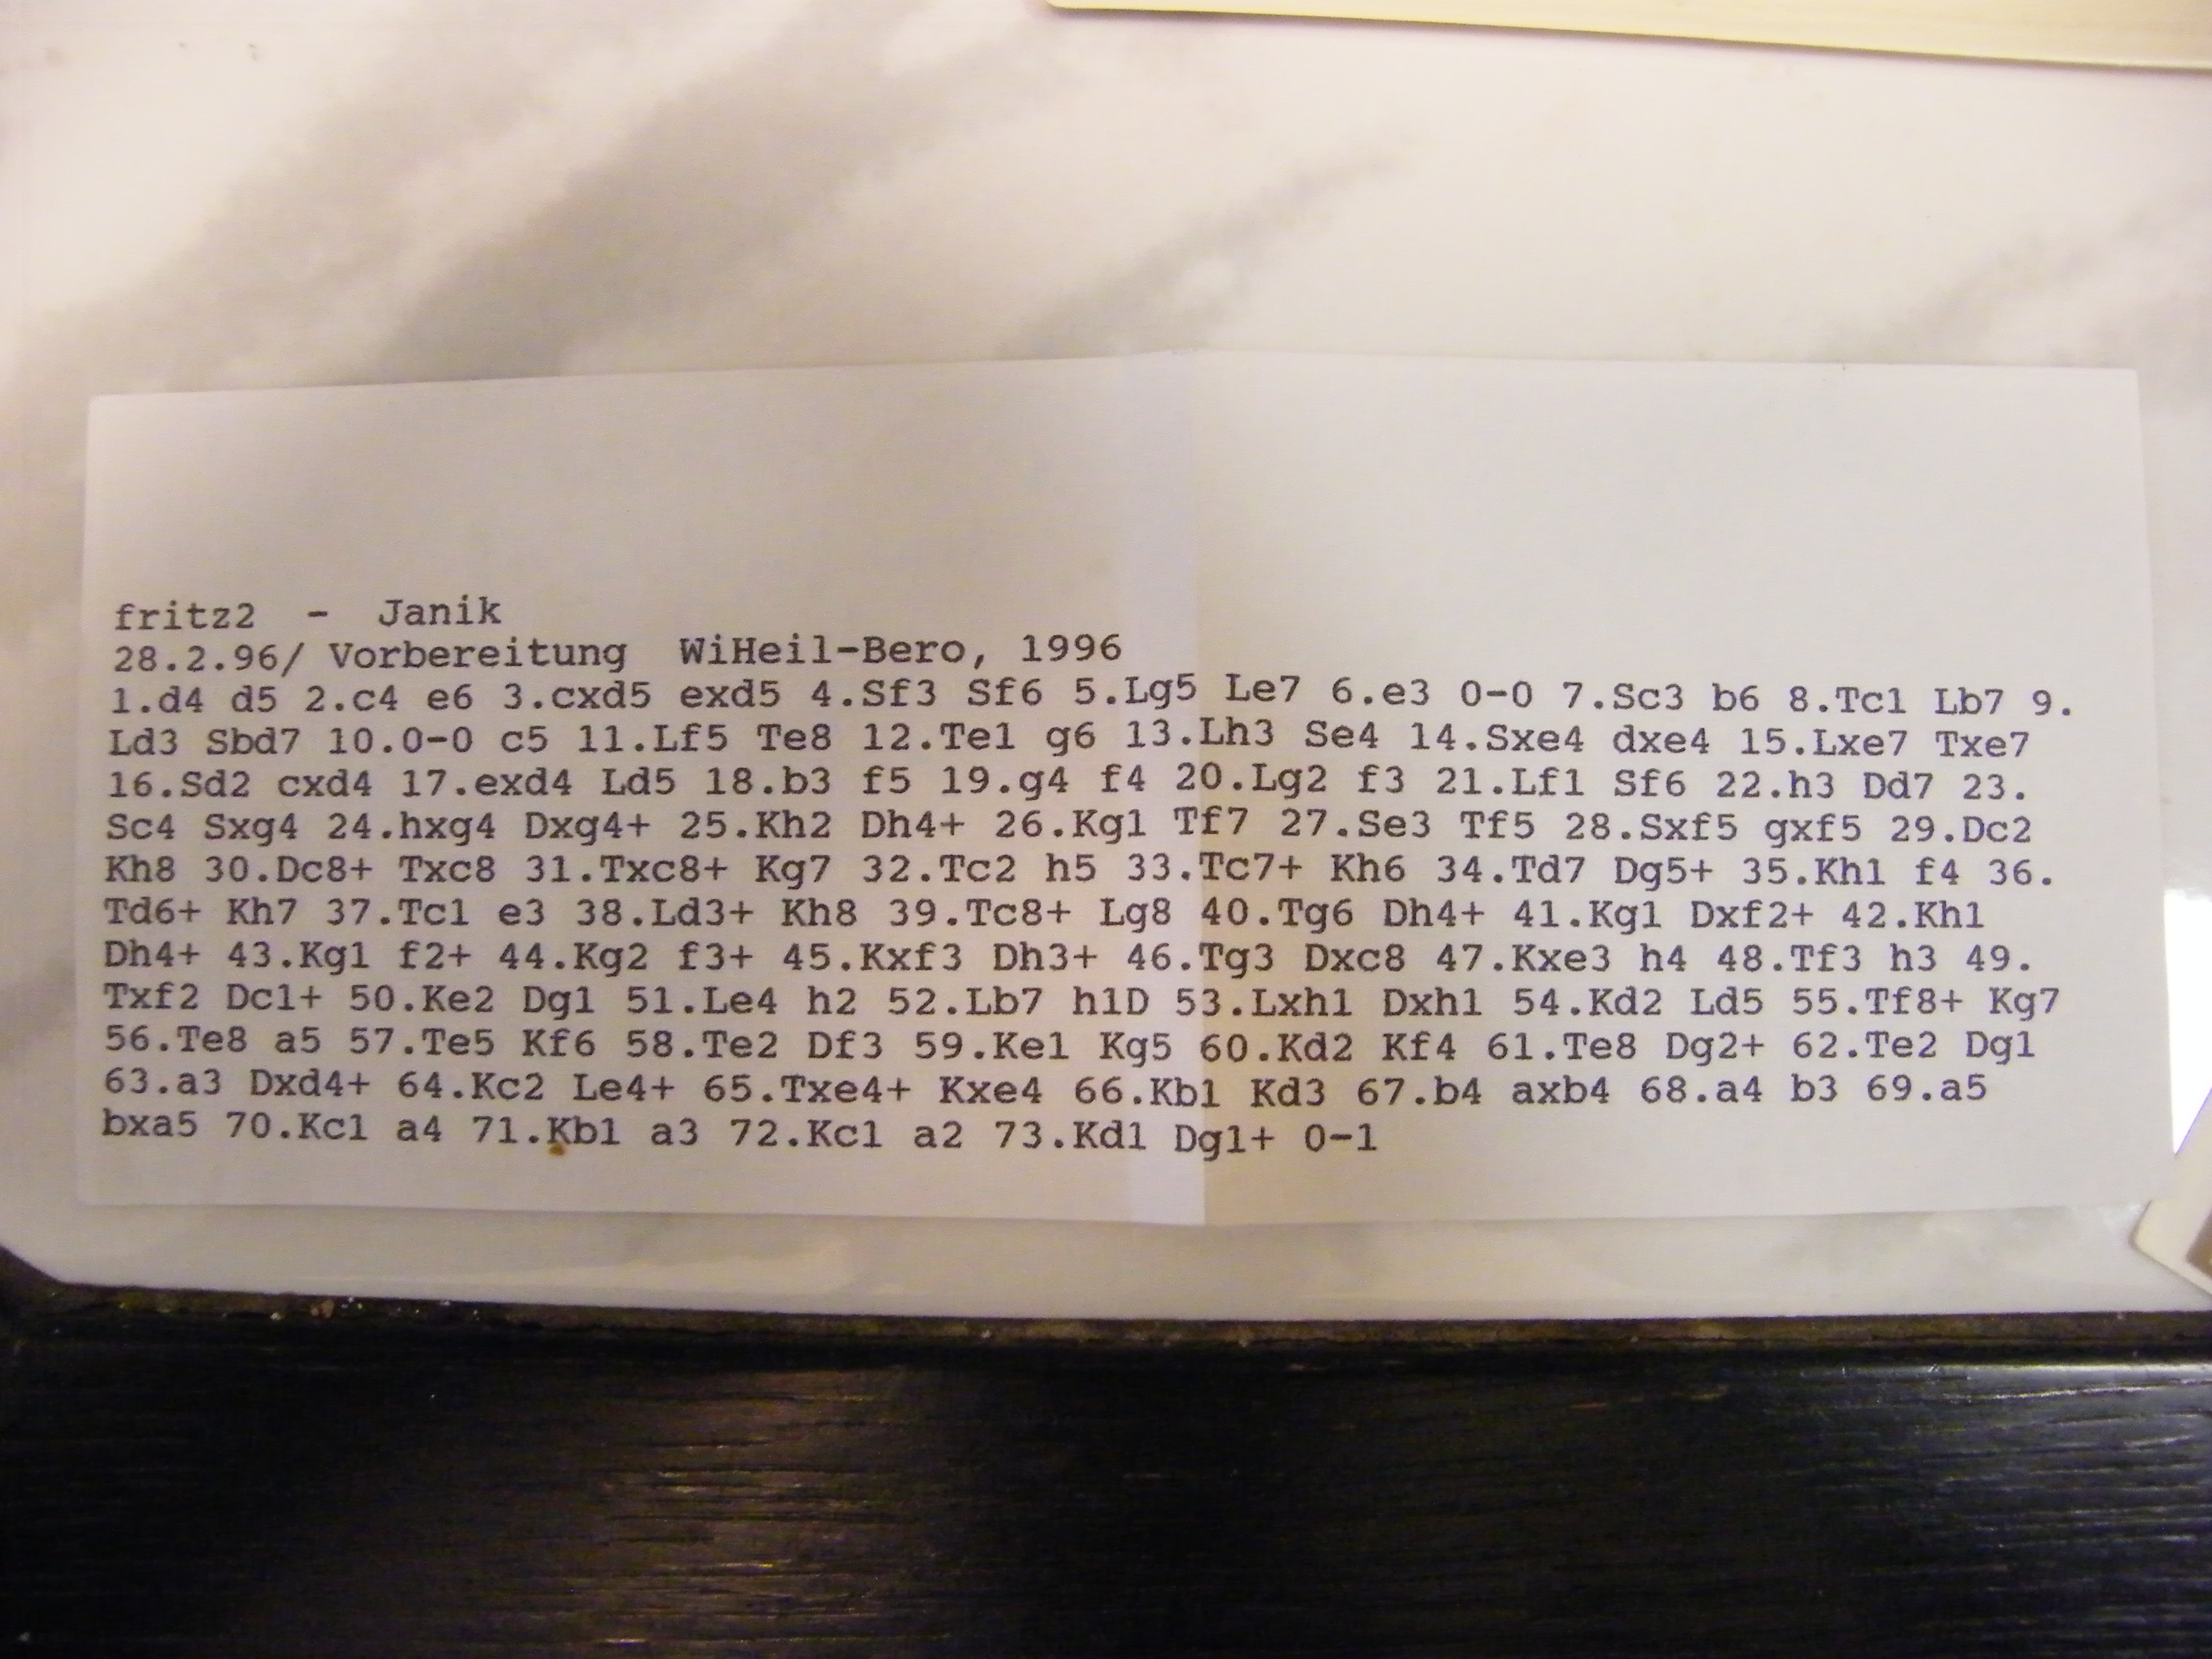 fritz2 - Janik
28.2.96/ Vorbereitung WiHeil-Bero, 1996
1.d4 d5 2.c4 e6 3.cxd5 exd5 4.Sf3 Sf6 5.Lg5 Le7 6.e3 0-0 7.Sc3 b6 8.Tc1 Lb7 9.
Ld3 Sbd7 10.0-0 c5 11.Lf5 Te8 12.Te1 g6 13.Lh3 Se4 14.Sxe4 dxe4 15.Lxe7 Txe7
16.Sd2 cxd4 17.exd4 Ld5 18.b3 f5 19.g4 f4 20.Lg2 f3 21.Lf1 Sf6 22.h3 Dd7 23.
Sc4 Sxg4 24.hxg4 Dxg4+ 25.Kh2 Dh4+ 26.Kg1 Tf7 27.Se3 Tf5 28.Sxf5 gxf5 29.Dc2
Kh8 30.Dc8+ Txc8 31.Txc8+ Kg7 32.Tc2 h5 33.Tc7+ Kh6 34.Td7 Dg5+ 35.Kh1 f4 36.
Td6+ Kh7 37.Tc1 e3 38.Ld3+ Kh8 39.Tc8+ Lg8 40.Tg6 Dh4+ 41.Kg1 Dxf2+ 42.Kh1
Dh4+ 43.Kg1 f2+ 44.Kg2 f3+ 45.Kxf3 Dh3+ 46.Tg3 Dxc8 47.Kxe3 h4 48.Tf3 h3 49.
Txf2 Dc1+ 50.Ke2 Dg1 51.Le4 h2 52.Lb7 h1D 53.Lxh1 Dxh1 54.Kd2 Ld5 55.Tf8+ Kg7
56.Te8 a5 57.Te5 Kf6 58.Te2 Df3 59.Ke1 Kg5 60.Kd2 Kf4 61.Te8 Dg2+ 62.Te2 Dg1
63.a3 Dxd4+ 64.Kc2 Le4+ 65.Txe4+ Kxe4 66.Kb1 Kd3 67.b4 axb4 68.a4 b3 69.a5
bxa5 70.Kc1 a4 71.Kb1 a3 72.Kc1 a2 73.Kd1 Dg1+ 0-1